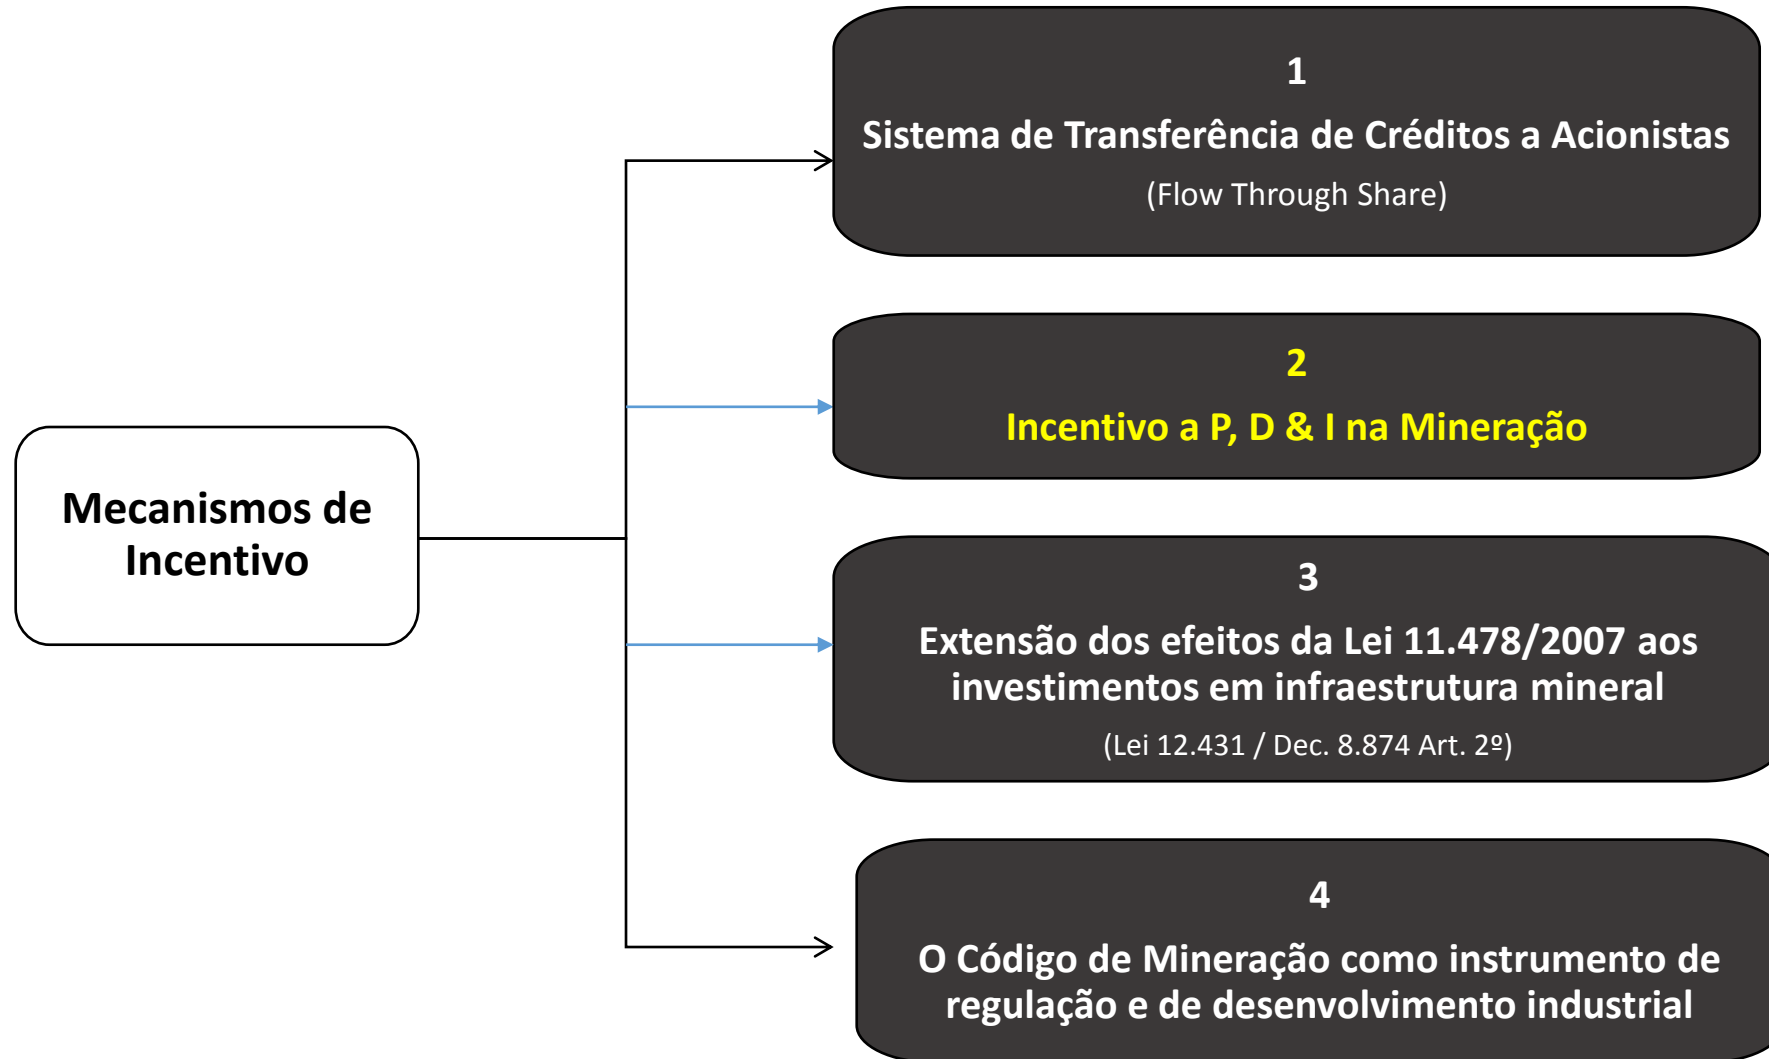 Mecanismos de
Incentivo
1
Sistema de Transferência de Créditos a Acionistas
(Flow Through Share)
2
Incentivo a P, D & I na Mineração
3
Extensão dos efeitos da Lei 11.478/2007 aos
investimentos em infraestrutura mineral
(Lei 12.431 / Dec. 8.874 Art. 2º)
4
O Código de Mineração como instrumento de
regulação e de desenvolvimento industrial